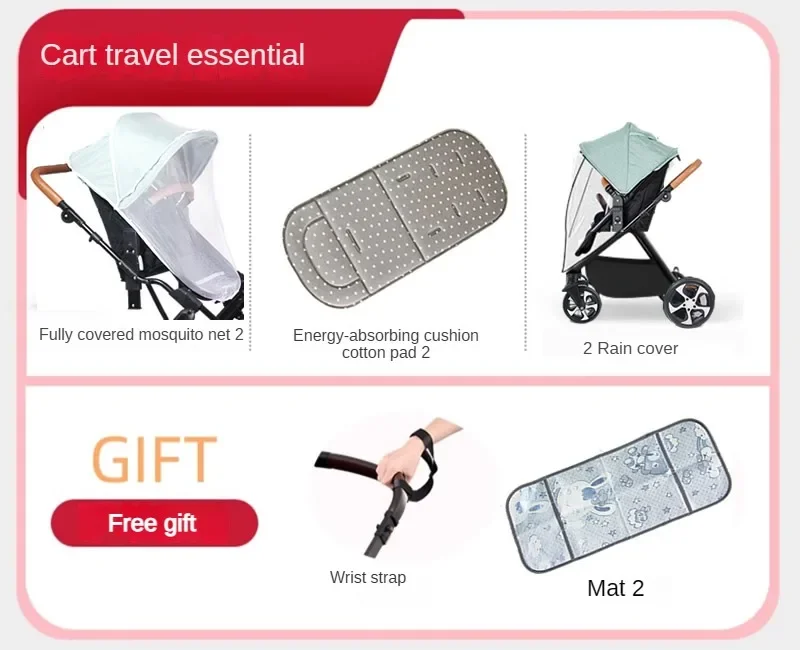 Cart travel essential
Fully covered mosquito net 2
Energy-absorbing cushion
cotton pad 2
2 Rain cover
GIFT
Free gift
Wrist strap
Mat 2